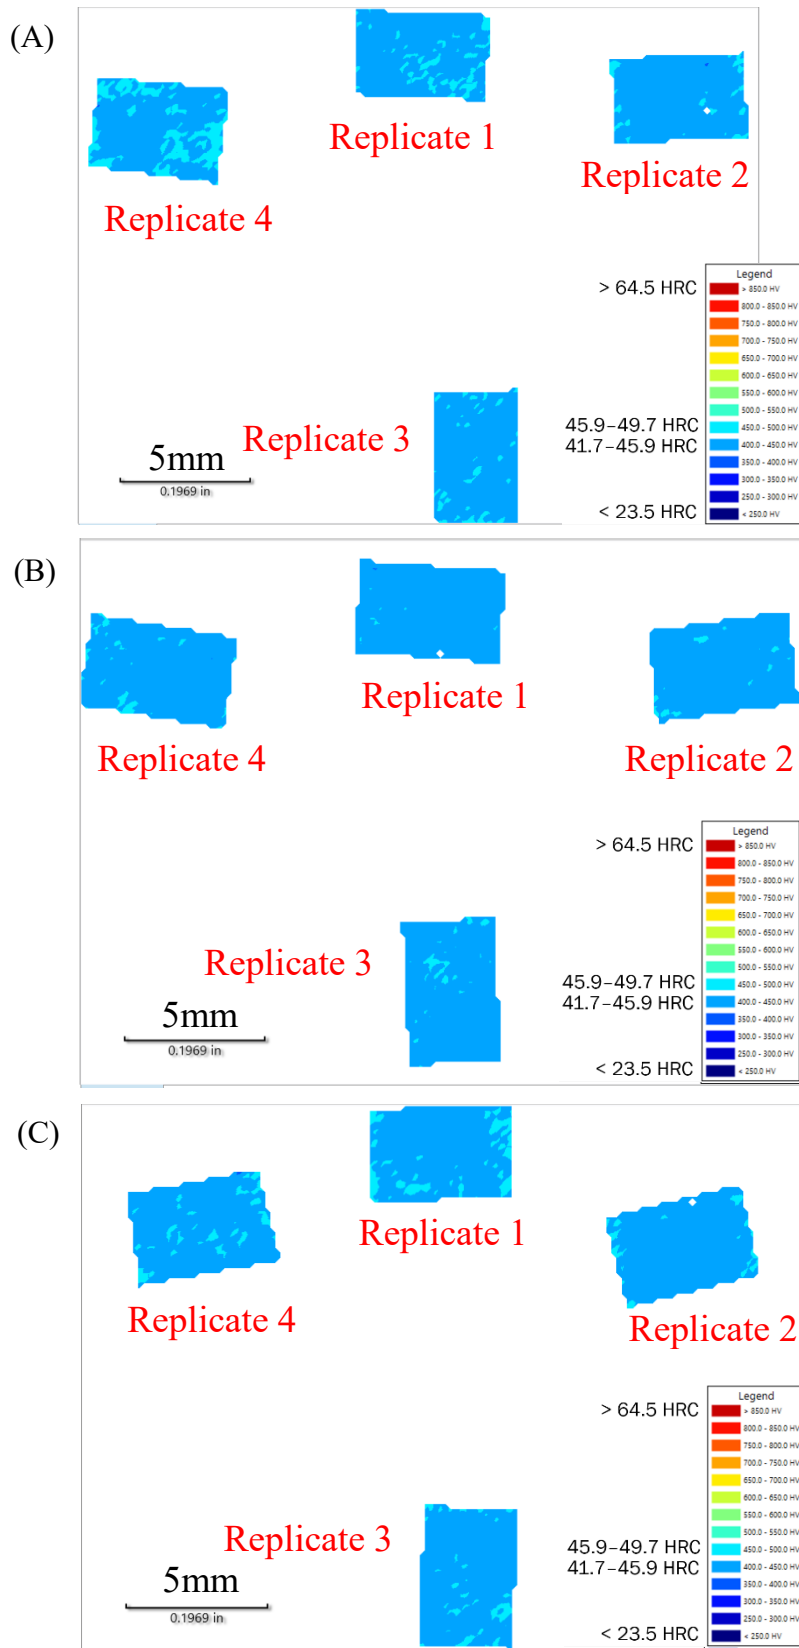 (A)
Replicate 1
Replicate 2
Replicate 4
Legend
> 64.5 HRC
> 850.0 HV
800.0 - 850.0 HV
750.0 - 800.0 HV
700.0 - 750.0 HV
650.0 - 700.0 HV
600.0 - 650.0 HV
550.0 - 600.0 HV
500.0 - 550.0 HV
45.9–49.7 HRC
450.0 - 500.0 HV
41.7–45.9 HRC
400.0 - 450.0 HV
350.0 - 400.0 HV
300.0 - 350.0 HV
250.0 - 300.0 HV
< 23.5 HRC
< 250.0 HV
Replicate 3
5mm
0.1969 in
(B)
Replicate 1
Replicate 4
Replicate 2
Legend
> 64.5 HRC
> 850.0 HV
800.0 - 850.0 HV
750.0 - 800.0 HV
700.0 - 750.0 HV
650.0 - 700.0 HV
600.0 - 650.0 HV
550.0 - 600.0 HV
500.0 - 550.0 HV
45.9–49.7 HRC
450.0 - 500.0 HV
41.7–45.9 HRC
400.0 - 450.0 HV
350.0 - 400.0 HV
300.0 - 350.0 HV
250.0 - 300.0 HV
< 23.5 HRC
< 250.0 HV
Replicate 3
5mm
0.1969 in
(C)
Replicate 1
Replicate 4
Replicate 2
Legend
> 64.5 HRC
> 850.0 HV
800.0 - 850.0 HV
750.0 - 800.0 HV
700.0 - 750.0 HV
650.0 - 700.0 HV
600.0 - 650.0 HV
550.0 - 600.0 HV
500.0 - 550.0 HV
45.9–49.7 HRC
450.0 - 500.0 HV
41.7–45.9 HRC
400.0 - 450.0 HV
350.0 - 400.0 HV
300.0 - 350.0 HV
250.0 - 300.0 HV
< 23.5 HRC
< 250.0 HV
Replicate 3
5mm
0.1969 in